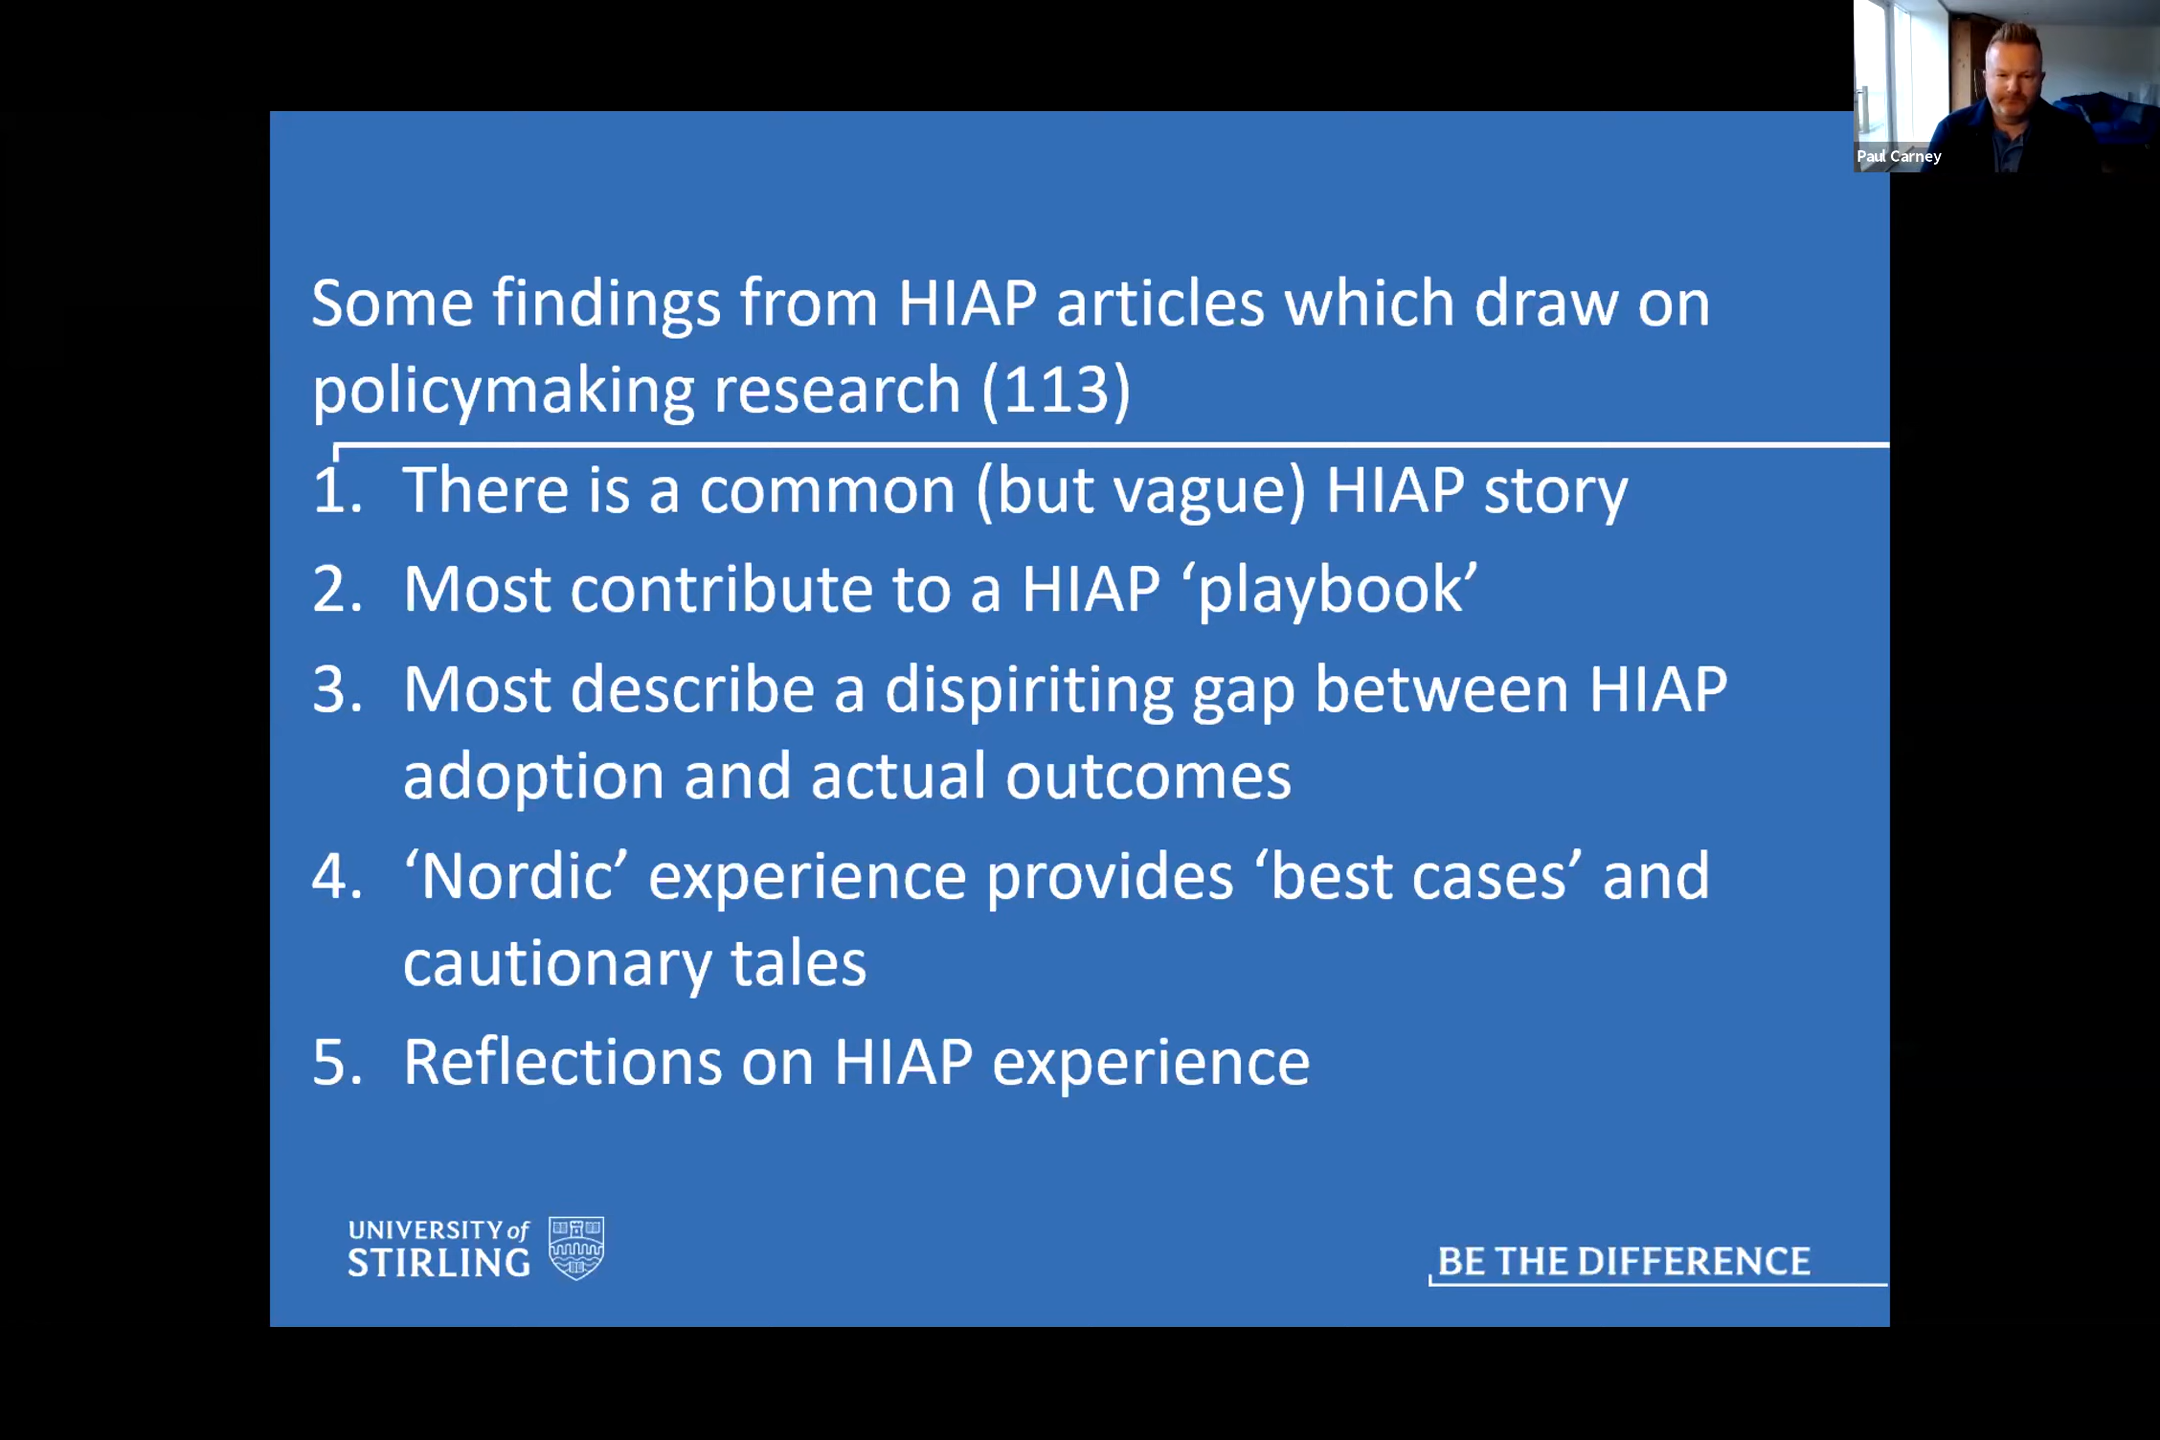 Paul Carney
Some findings from HIAP articles which draw on
policymaking research (113)
1. There is a common (but vague) HIAP story
2. Most contribute to a HIAP ‘playbook’
3. Most describe a dispiriting gap between HIAP
adoption and actual outcomes
4. ‘Nordic’ experience provides ‘best cases’ and
cautionary tales
5. Reflections on HIAP experience
UNIVERSITY of
STIRLING
BE THE DIFFERENCE